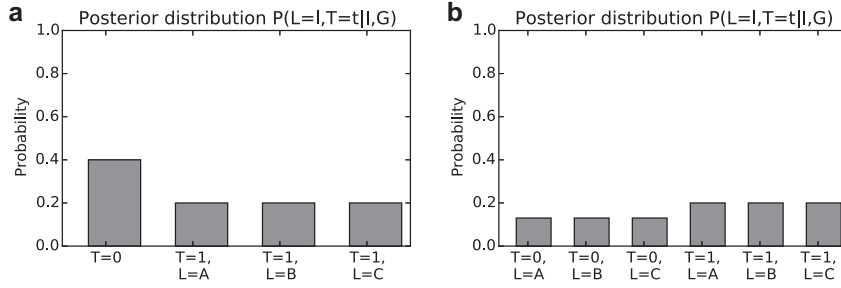 a
Posterior distribution P(L=l,T=t|I,G)
Probability
1.0
0.8
0.6
0.4
0.2
0.0
T=0
T=1,
L=A
T=1,
L=B
T=1,
L=C
b
Posterior distribution P(L=l,T=t|I,G)
Probability
1.0
0.8
0.6
0.4
0.2
0.0
T=0,
L=A
T=0,
L=B
T=0,
L=C
T=1,
L=A
T=1,
L=B
T=1,
L=C